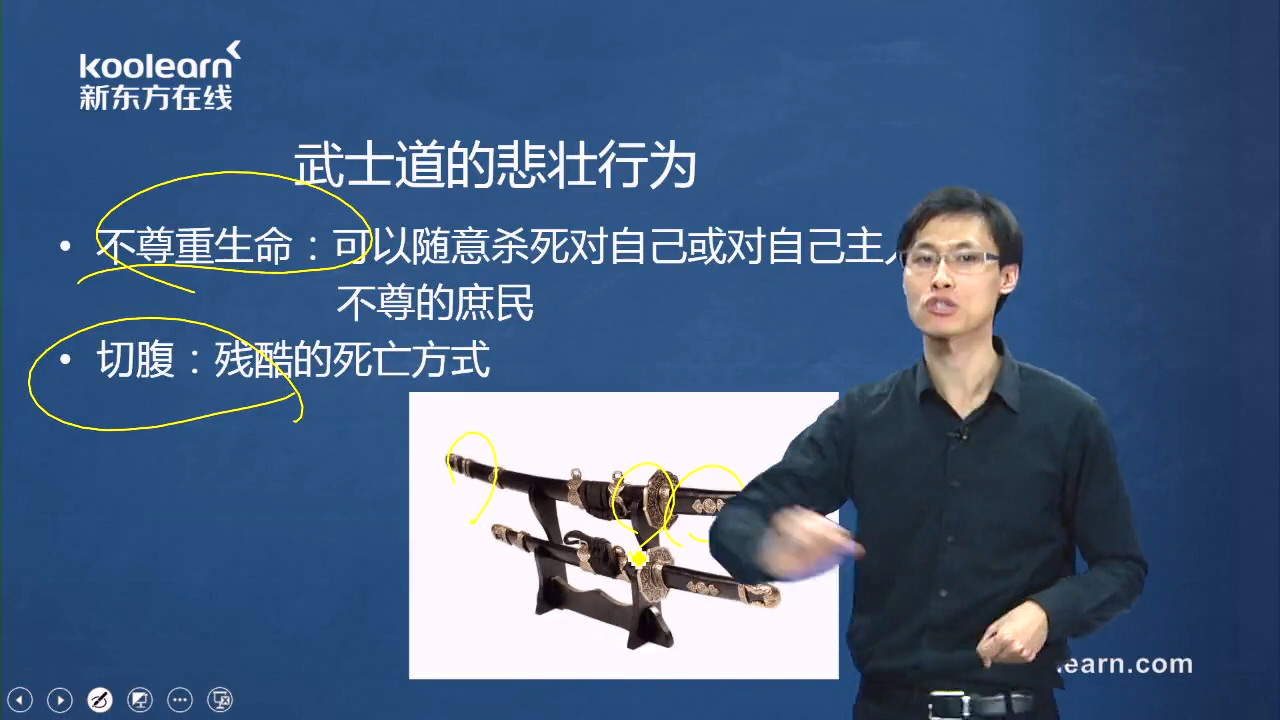 koolearn
新东方在线
武士道的悲壮行为
• 不尊重生命：可以随意杀死对自己或对自己主人
不尊的庶民
• 切腹：残酷的死亡方式
learn.com